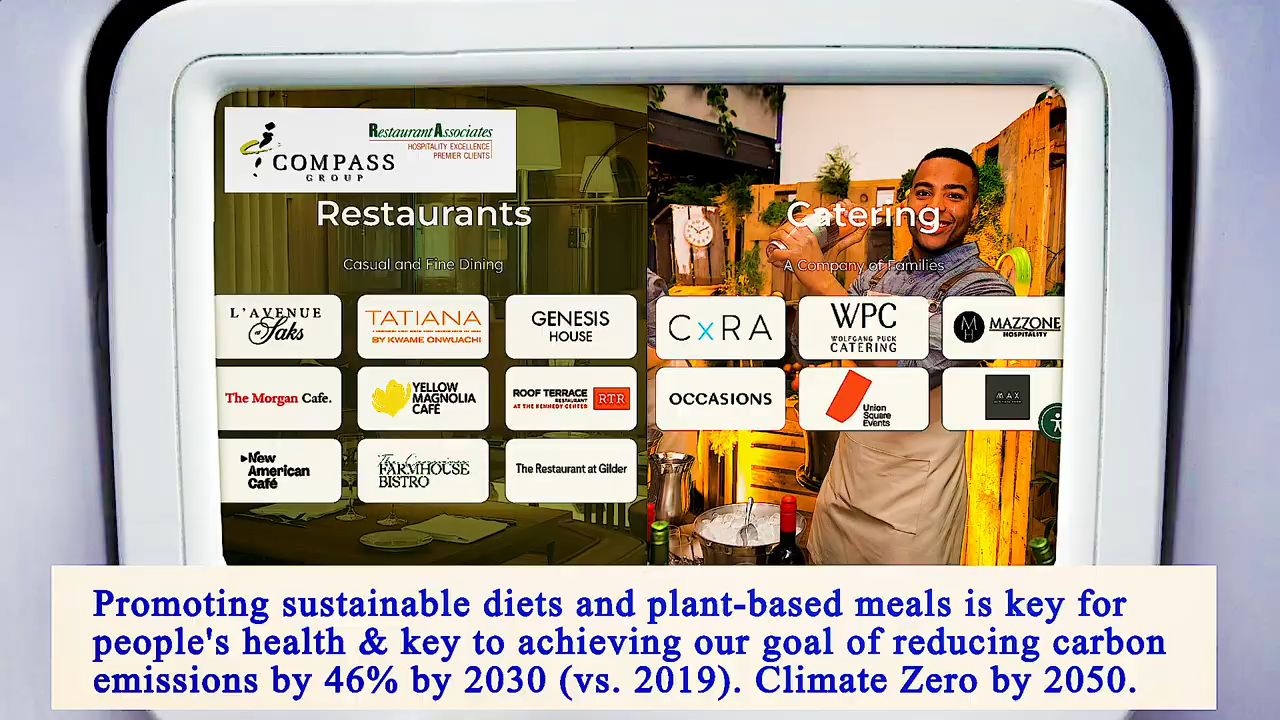 COMPASS
GROUP
Restaurant Associates
HOSPITALITY EXCELLENCE
PREMIER CLIENTS
Restaurants
Casual and Fine Dining
L'AVENUE
at Saks
TATIANA
BY KWAME ONWUACHI
GENESIS
HOUSE
The Morgan Cafe.
YELLOW
MAGNOLIA
CAFÉ
ROOF TERRACE
RESTAURANT
AT THE KENNEDY CENTER
RTR
New
American
Café
FARMHOUSE
BISTRO
The Restaurant at Gilder
Catering
A Company of Families
CxRA
WPC
WOLFGANG PUCK
CATERING
MH
MAZZONE
HOSPITALITY
OCCASIONS
Union
Square
Events
MAX
Promoting sustainable diets and plant-based meals is key for
people's health & key to achieving our goal of reducing carbon
emissions by 46% by 2030 (vs. 2019). Climate Zero by 2050.